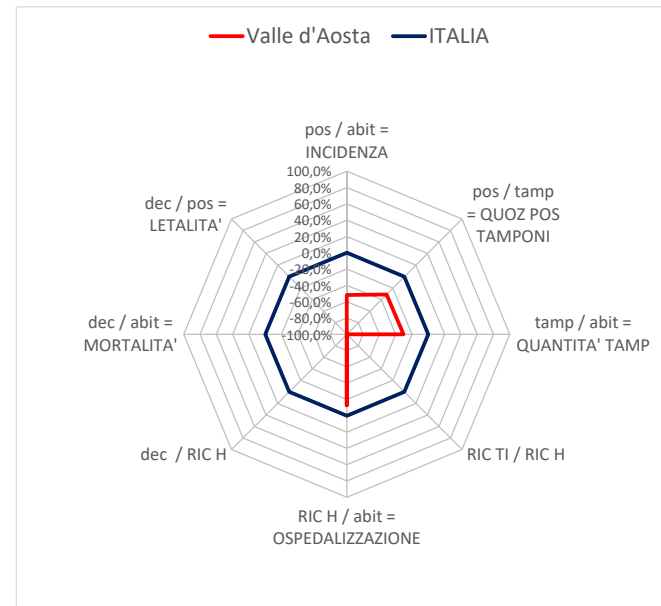 Valle d'Aosta ITALIA
pos / abit =
INCIDENZA
pos / tamp
= QUOZ POS
TAMPONI
tamp / abit =
QUANTITA' TAMP
RIC TI / RIC H
RIC H / abit =
OSPEDALIZZAZIONE
dec / RIC H
dec / abit =
MORTALITA'
dec / pos =
LETALITA'
100,0%
80,0%
60,0%
40,0%
20,0%
0,0%
-20,0%
-40,0%
-60,0%
-80,0%
-100,0%